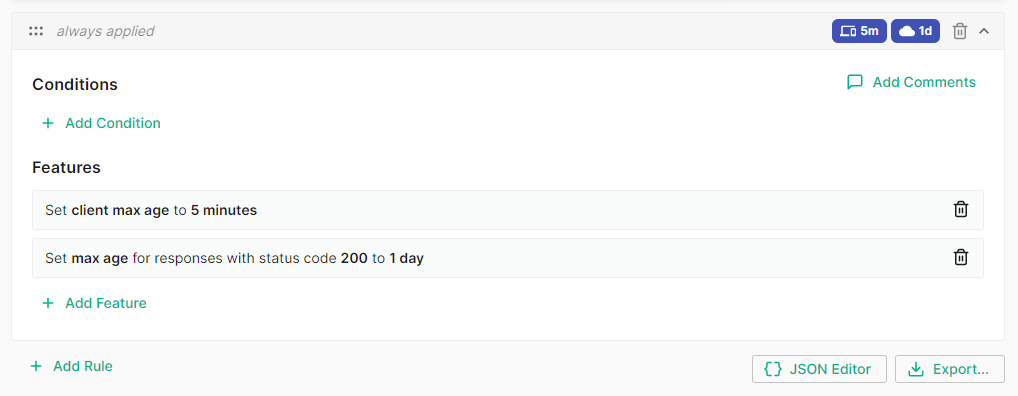 always applied 5m 1d
Conditions Add Comments
Add Condition
Features
Set client max age to 5 minutes
Set max age for responses with status code 200 to 1 day
Add Feature
Add Rule JSON Editor Export...